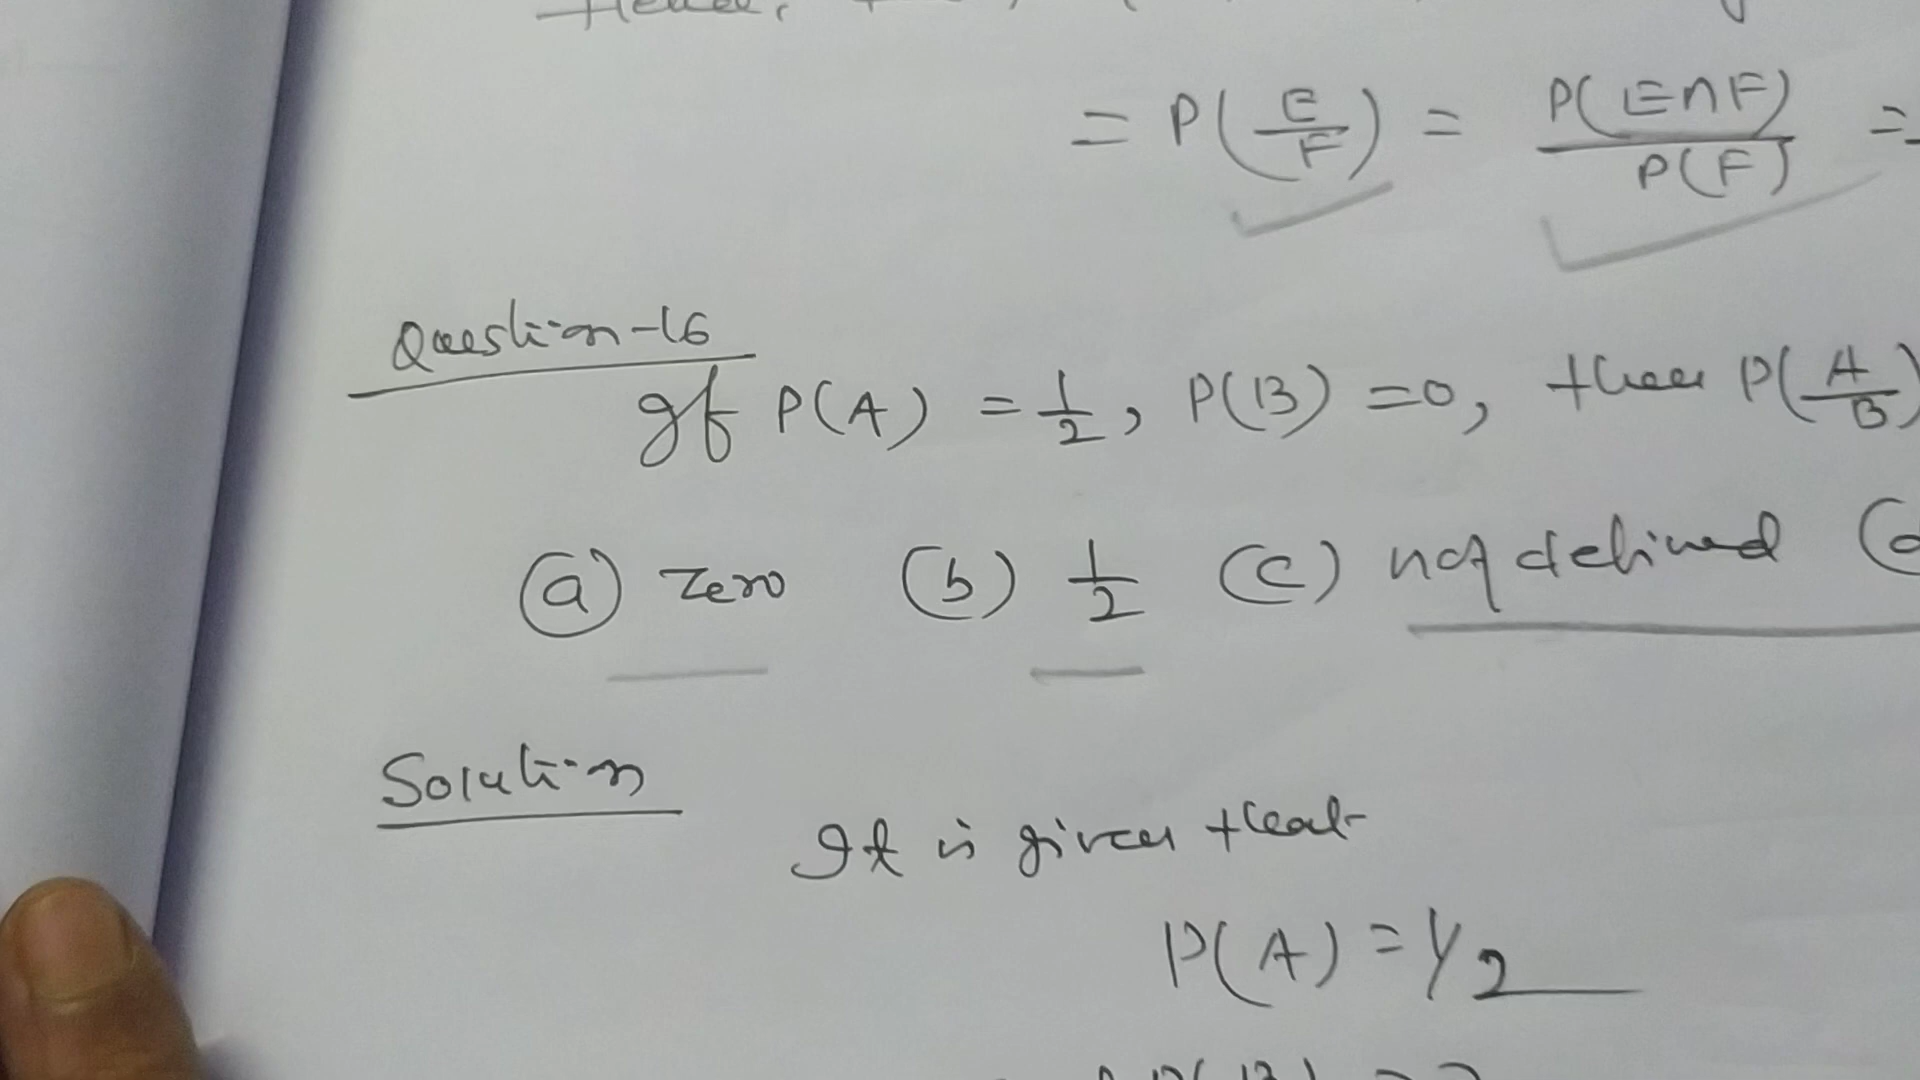 = P(E/F) = P(E∩F)/P(F) =
Question-16
If P(A) = 1/2, P(B) = 0, then P(A/B)
(a) zero (b) 1/2 (c) not defined
Solution
It is given that
P(A) = 1/2